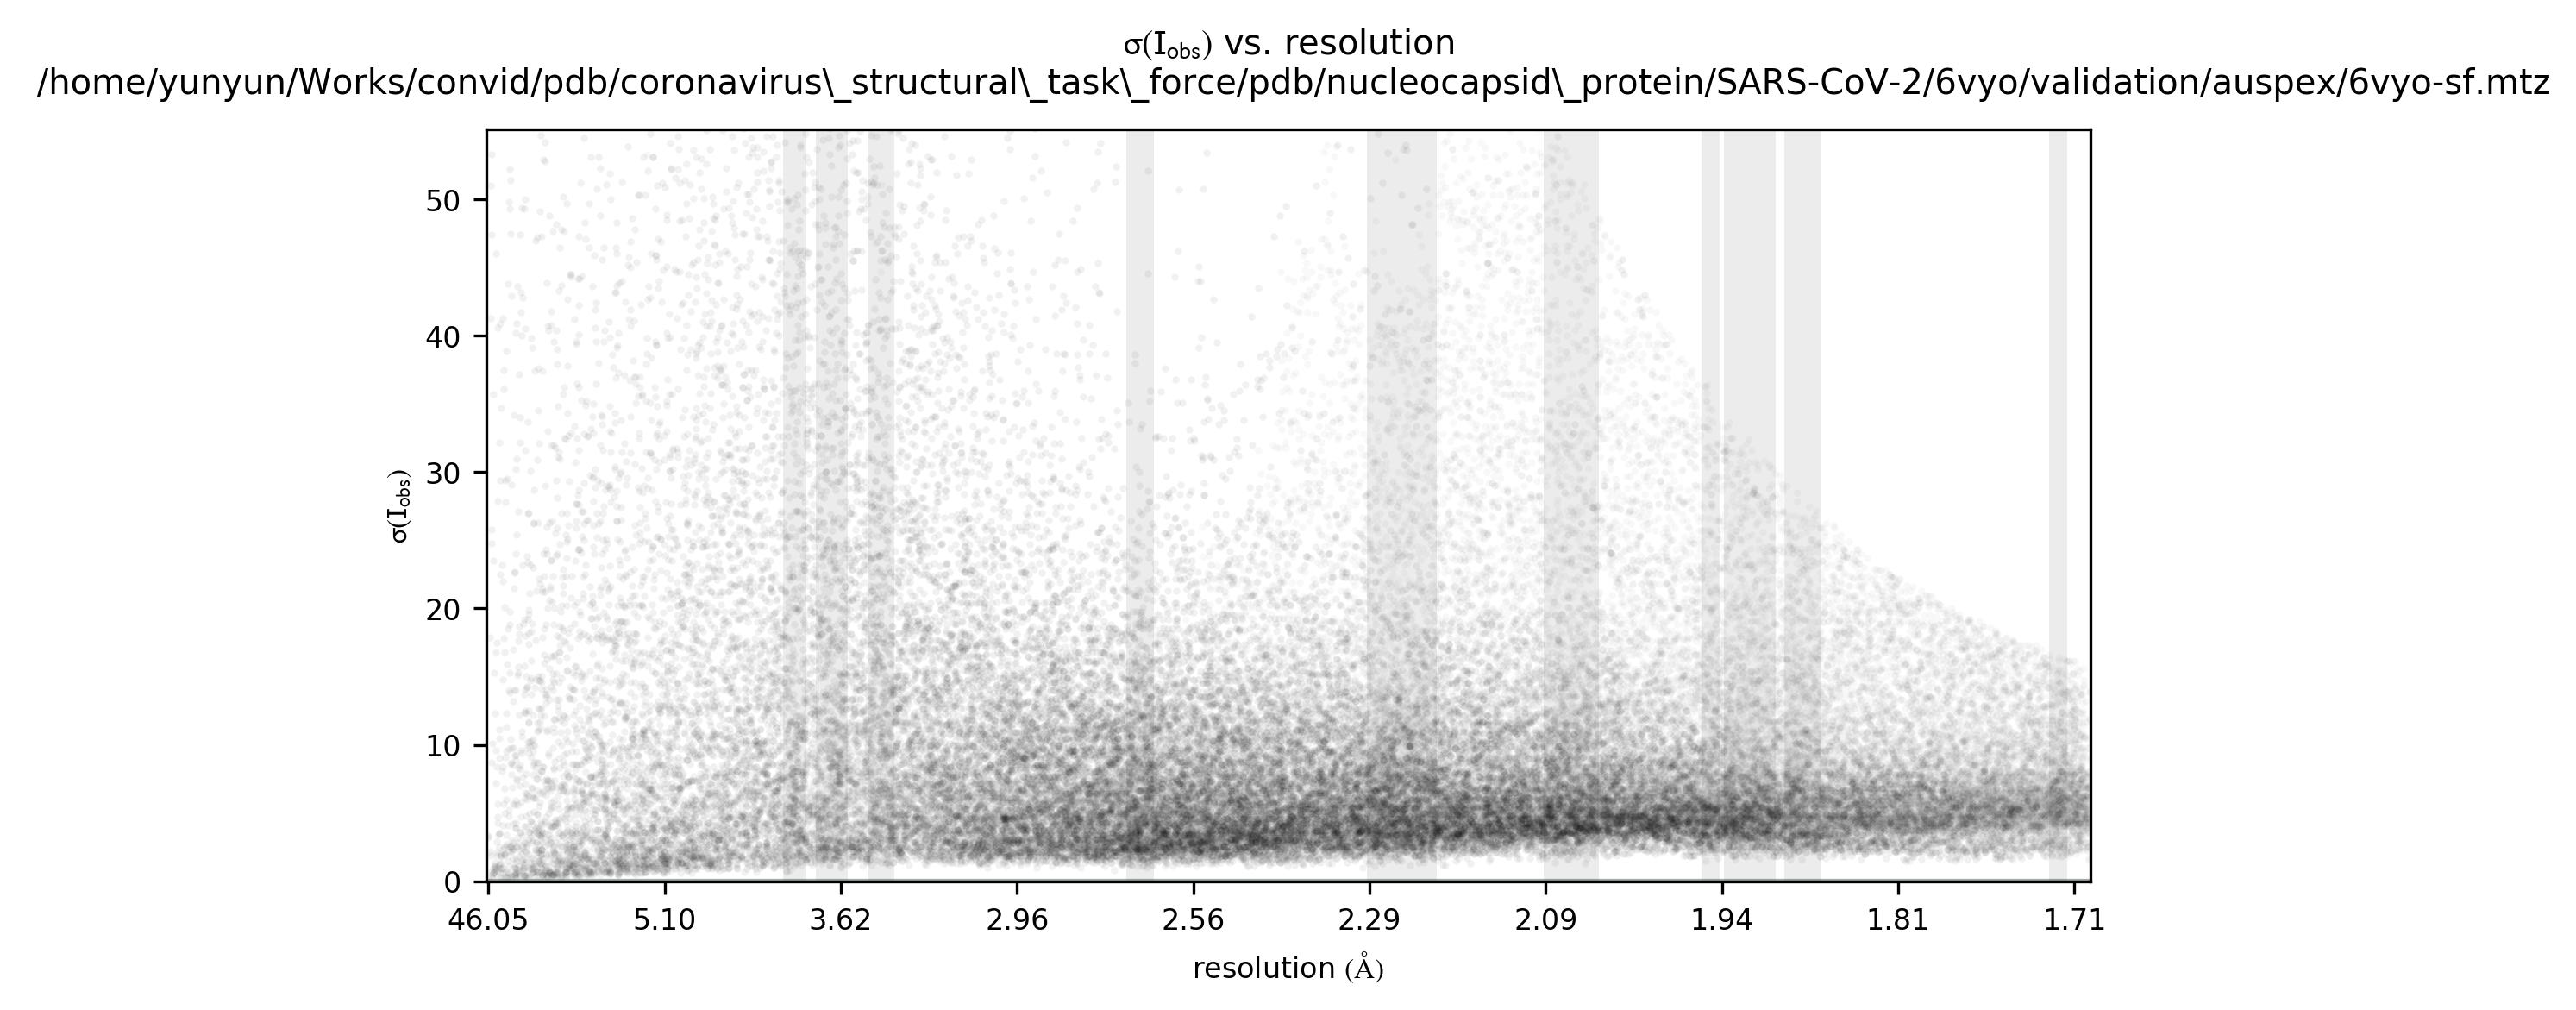 σ(I_obs) vs. resolution
/home/yunyun/Works/convid/pdb/coronavirus\_structural\_task\_force/pdb/nucleocapsid\_protein/SARS-CoV-2/6vyo/validation/auspex/6vyo-sf.mtz
σ(I_obs)
50
40
30
20
10
0
46.05 5.10 3.62 2.96 2.56 2.29 2.09 1.94 1.81 1.71
resolution (Å)